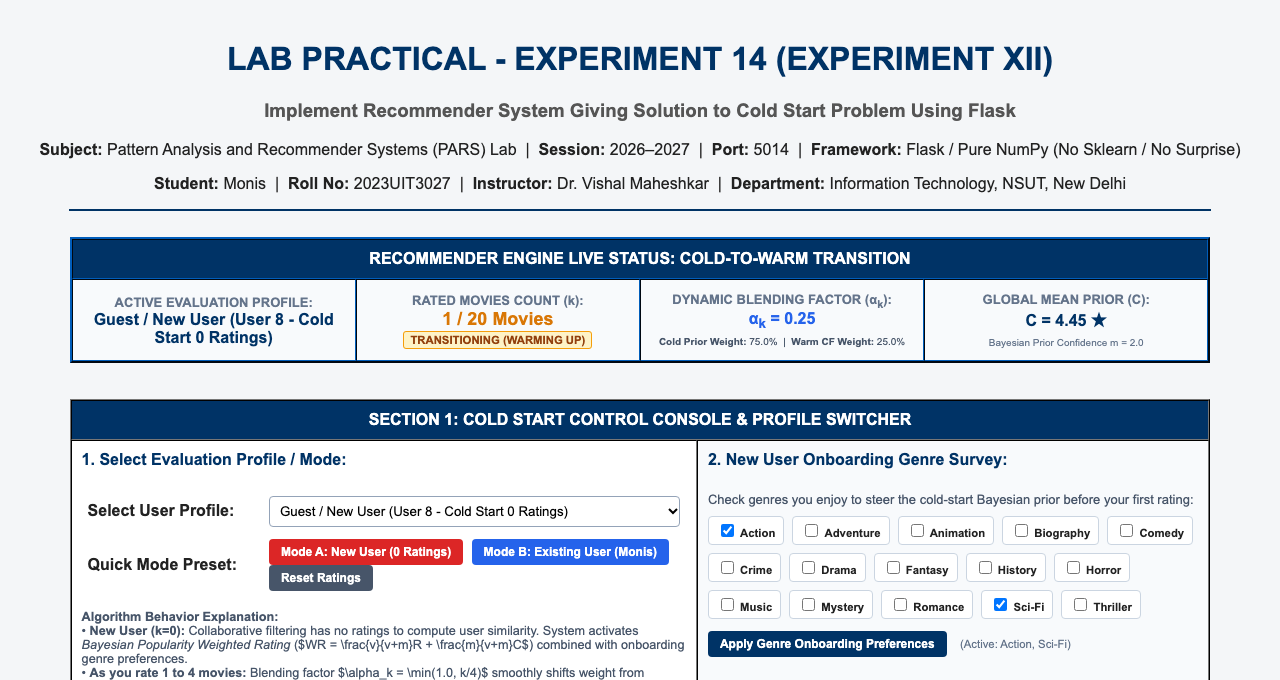 LAB PRACTICAL - EXPERIMENT 14 (EXPERIMENT XII)
Implement Recommender System Giving Solution to Cold Start Problem Using Flask
Subject: Pattern Analysis and Recommender Systems (PARS) Lab | Session: 2026–2027 | Port: 5014 | Framework: Flask / Pure NumPy (No Sklearn / No Surprise)
Student: Monis | Roll No: 2023UIT3027 | Instructor: Dr. Vishal Maheshkar | Department: Information Technology, NSUT, New Delhi
RECOMMENDER ENGINE LIVE STATUS: COLD-TO-WARM TRANSITION
ACTIVE EVALUATION PROFILE:
Guest / New User (User 8 - Cold
Start 0 Ratings)
RATED MOVIES COUNT (k):
1 / 20 Movies
TRANSITIONING (WARMING UP)
DYNAMIC BLENDING FACTOR (αk):
αk = 0.25
Cold Prior Weight: 75.0% | Warm CF Weight: 25.0%
GLOBAL MEAN PRIOR (C):
C = 4.45 ★
Bayesian Prior Confidence m = 2.0
SECTION 1: COLD START CONTROL CONSOLE & PROFILE SWITCHER
1. Select Evaluation Profile / Mode:
Select User Profile:
Guest / New User (User 8 - Cold Start 0 Ratings)
Quick Mode Preset:
Mode A: New User (0 Ratings)
Mode B: Existing User (Monis)
Reset Ratings
Algorithm Behavior Explanation:
• New User (k=0): Collaborative filtering has no ratings to compute user similarity. System activates
Bayesian Popularity Weighted Rating ($WR = \frac{v}{v+m}R + \frac{m}{v+m}C$) combined with onboarding
genre preferences.
• As you rate 1 to 4 movies: Blending factor $\alpha_k = \min(1.0, k/4)$ smoothly shifts weight from
2. New User Onboarding Genre Survey:
Check genres you enjoy to steer the cold-start Bayesian prior before your first rating:
Action Adventure Animation Biography Comedy
Crime Drama Fantasy History Horror
Music Mystery Romance Sci-Fi Thriller
Apply Genre Onboarding Preferences (Active: Action, Sci-Fi)